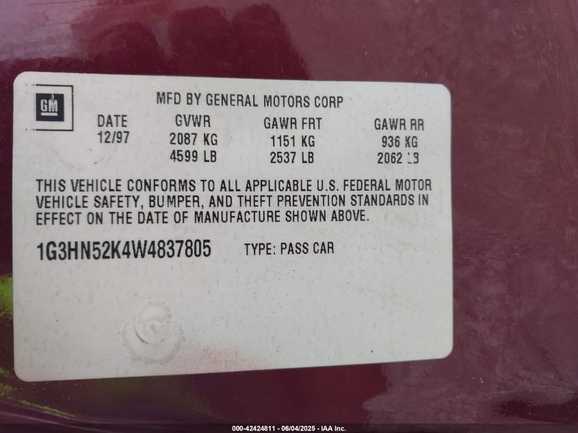 GM
MFD BY GENERAL MOTORS CORP
DATE GVWR GAWR FRT GAWR RR
12/97 2087 KG 1151 KG 936 KG
4599 LB 2537 LB 2062 LB
THIS VEHICLE CONFORMS TO ALL APPLICABLE U.S. FEDERAL MOTOR
VEHICLE SAFETY, BUMPER, AND THEFT PREVENTION STANDARDS IN
EFFECT ON THE DATE OF MANUFACTURE SHOWN ABOVE.
1G3HN52K4W4837805 TYPE: PASS CAR
000-42424811 - 06/04/2025 - IAA Inc.